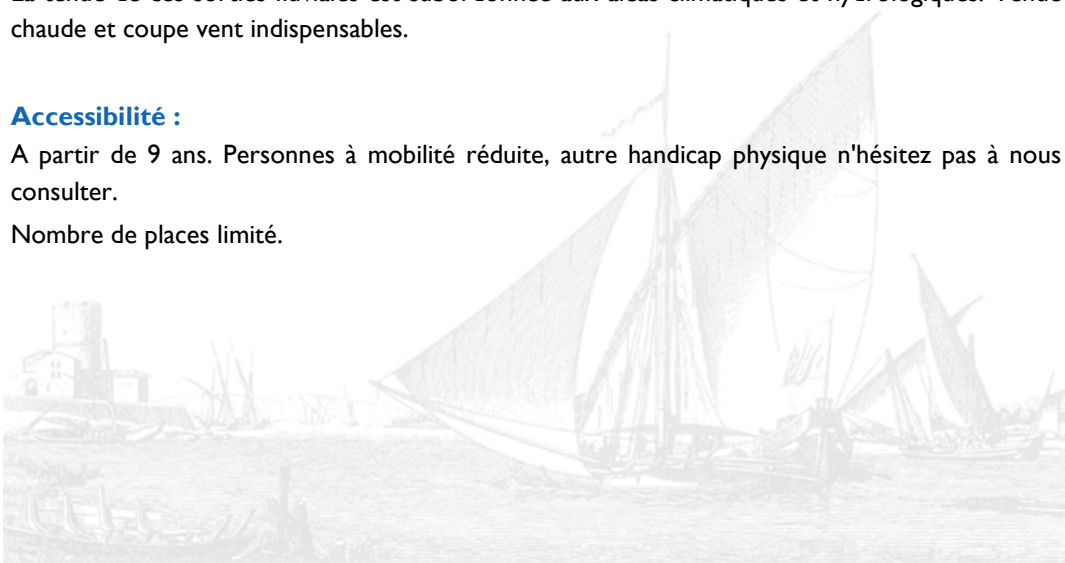 chaude et coupe vent indispensables.
Accessibilité :
A partir de 9 ans. Personnes à mobilité réduite, autre handicap physique n'hésitez pas à nous
consulter.
Nombre de places limité.